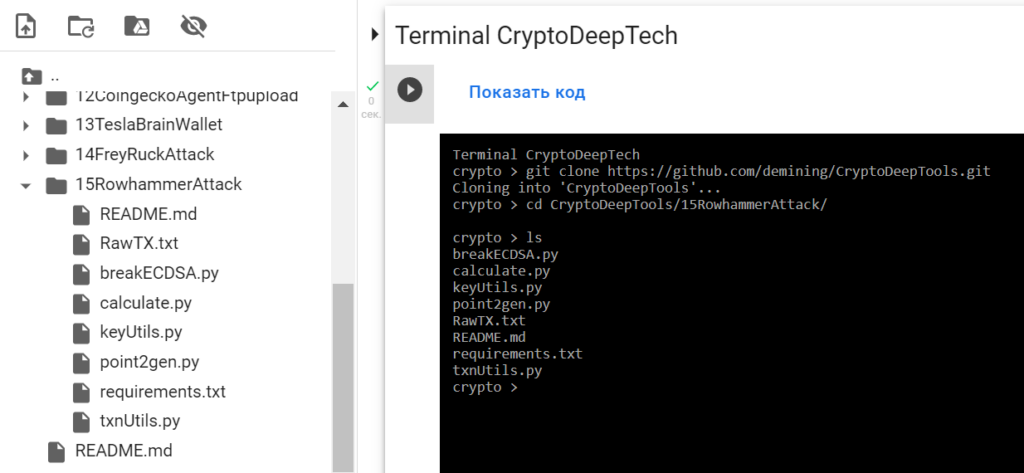 ..
12CoingeckoAgentFtpupload
13TeslaBrainWallet
14FreyRuckAttack
15RowhammerAttack
README.md
RawTX.txt
breakECDSA.py
calculate.py
keyUtils.py
point2gen.py
requirements.txt
txnUtils.py
README.md
Terminal CryptoDeepTech
0
сек.
Показать код
Terminal CryptoDeepTech
crypto > git clone https://github.com/demining/CryptoDeepTools.git
Cloning into 'CryptoDeepTools'...
crypto > cd CryptoDeepTools/15RowhammerAttack/
crypto > ls
breakECDSA.py
calculate.py
keyUtils.py
point2gen.py
RawTX.txt
README.md
requirements.txt
txnUtils.py
crypto >